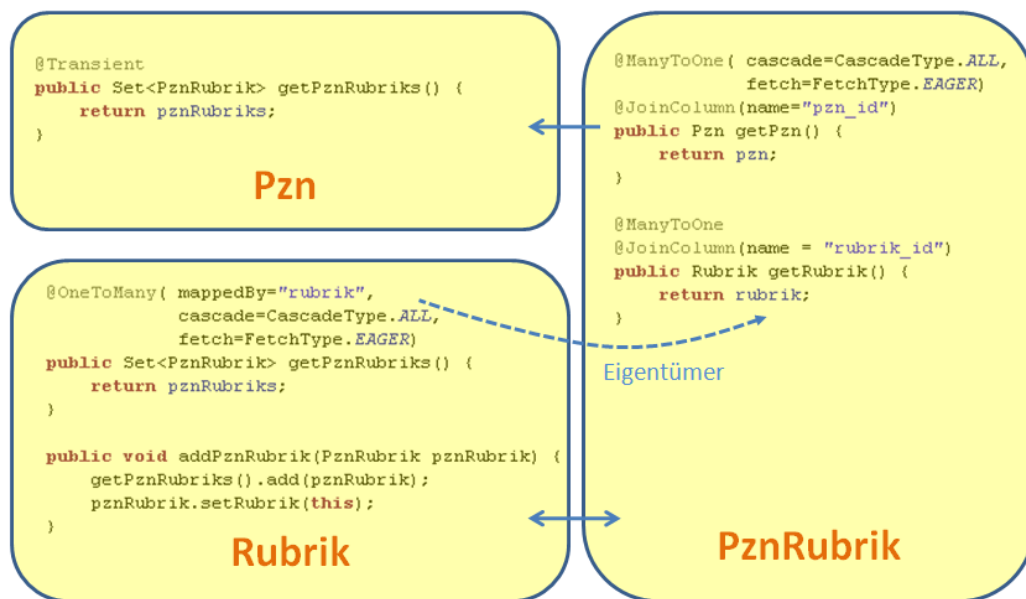 @Transient
public Set<PznRubrik> getPznRubriks() {
    return pznRubriks;
}
Pzn
@OneToMany( mappedBy="rubrik",
            cascade=CascadeType.ALL,
            fetch=FetchType.EAGER)
public Set<PznRubrik> getPznRubriks() {
    return pznRubriks;
}
public void addPznRubrik(PznRubrik pznRubrik) {
    getPznRubriks().add(pznRubrik);
    pznRubrik.setRubrik(this);
}
Rubrik
@ManyToOne( cascade=CascadeType.ALL,
            fetch=FetchType.EAGER)
@JoinColumn(name="pzn_id")
public Pzn getPzn() {
    return pzn;
}
@ManyToOne
@JoinColumn(name = "rubrik_id")
public Rubrik getRubrik() {
    return rubrik;
}
Eigentümer
PznRubrik